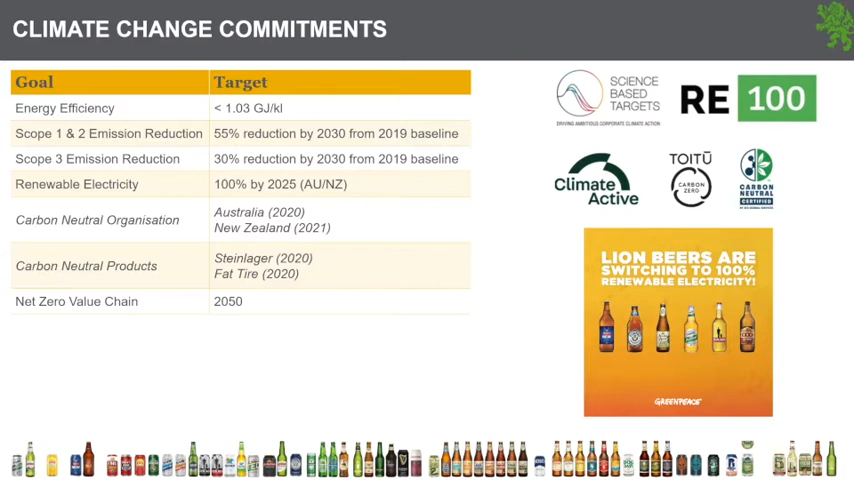 CLIMATE CHANGE COMMITMENTS
Goal Target
Energy Efficiency < 1.03 GJ/kl
Scope 1 & 2 Emission Reduction 55% reduction by 2030 from 2019 baseline
Scope 3 Emission Reduction 30% reduction by 2030 from 2019 baseline
Renewable Electricity 100% by 2025 (AU/NZ)
Carbon Neutral Organisation Australia (2020)
New Zealand (2021)
Carbon Neutral Products Steinlager (2020)
Fat Tire (2020)
Net Zero Value Chain 2050
SCIENCE
BASED
TARGETS
DRIVING AMBITIOUS CORPORATE CLIMATE ACTION
RE 100
Climate
Active
TOITŪ
CARBON
ZERO
CARBON
NEUTRAL
CERTIFIED
LION BEERS ARE
SWITCHING TO 100%
RENEWABLE ELECTRICITY!
GREENPEACE